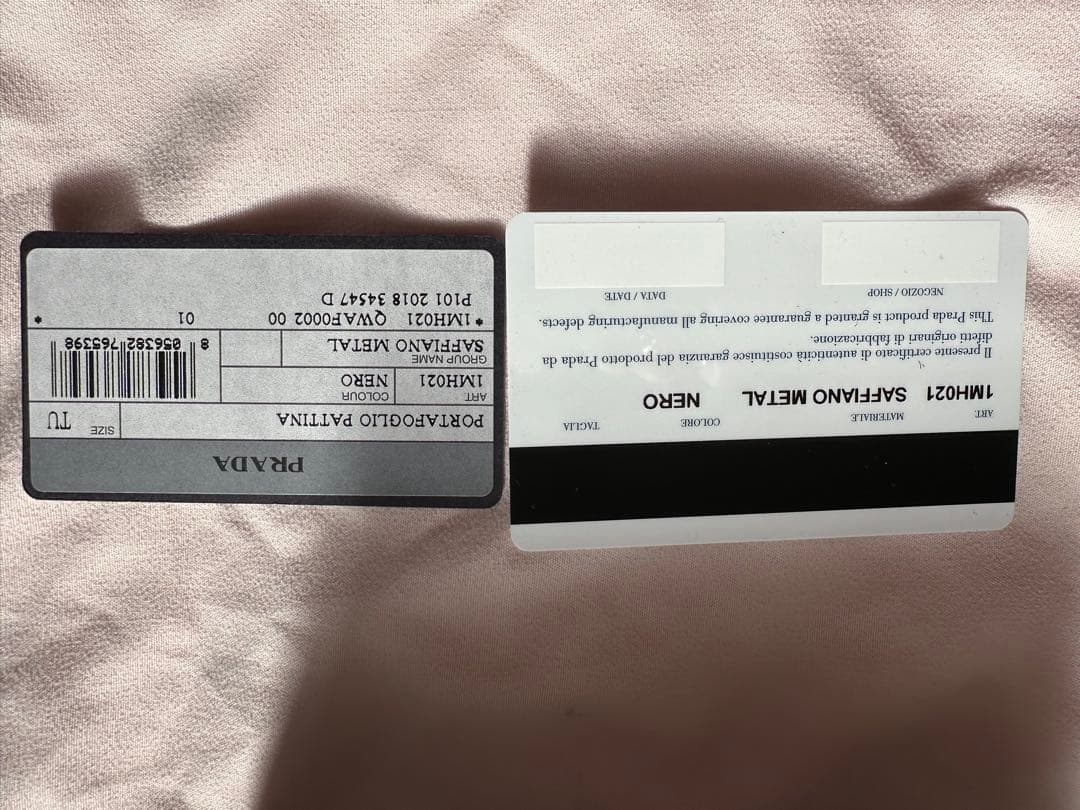 PRADA
PORTAFOGLIO PATTINA
SIZE TU
ART. COLOUR
1MH021 NERO
GROUP NAME
SAFFIANO METAL
8 056382 765398
*1MH021 QWAF0002 00 01 *
P101 2018 34547 D
ART. MATERIALE COLORE TAGLIA
1MH021 SAFFIANO METAL NERO
Il presente certificato di autenticità costituisce garanzia del prodotto Prada da
difetti originari di fabbricazione.
This Prada product is granted a guarantee covering all manufacturing defects.
NEGOZIO / SHOP DATA / DATE